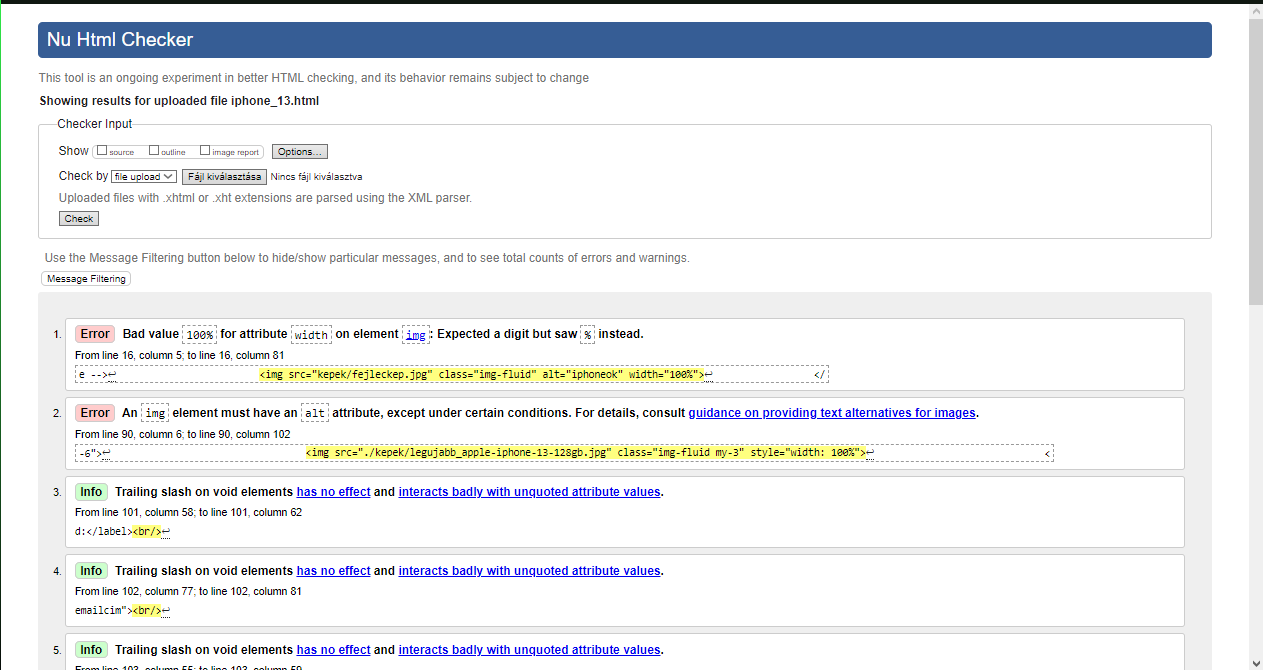 Nu Html Checker
This tool is an ongoing experiment in better HTML checking, and its behavior remains subject to change
Showing results for uploaded file iphone_13.html
Checker Input
Show source outline image report Options...
Check by file upload Fájl kiválasztása Nincs fájl kiválasztva
Uploaded files with .xhtml or .xht extensions are parsed using the XML parser.
Check
Use the Message Filtering button below to hide/show particular messages, and to see total counts of errors and warnings.
Message Filtering
1. Error Bad value 100% for attribute width on element img: Expected a digit but saw % instead.
From line 16, column 5; to line 16, column 81
e -->↩ <img src="kepek/fejleckep.jpg" class="img-fluid" alt="iphoneok" width="100%">↩ </
2. Error An img element must have an alt attribute, except under certain conditions. For details, consult guidance on providing text alternatives for images.
From line 90, column 6; to line 90, column 102
-6">↩ <img src="./kepek/legujabb_apple-iphone-13-128gb.jpg" class="img-fluid my-3" style="width: 100%">↩ <
3. Info Trailing slash on void elements has no effect and interacts badly with unquoted attribute values.
From line 101, column 58; to line 101, column 62
d:</label><br/>↩
4. Info Trailing slash on void elements has no effect and interacts badly with unquoted attribute values.
From line 102, column 77; to line 102, column 81
emailcim"><br/>↩
5. Info Trailing slash on void elements has no effect and interacts badly with unquoted attribute values.
From line 103, column 55; to line 103, column 59